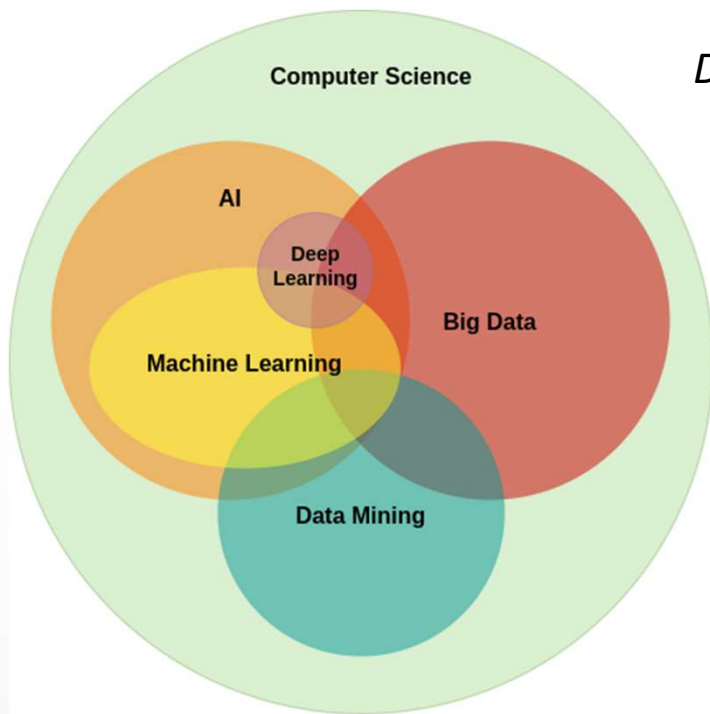 Computer Science
D
AI
Deep
Learning
Big Data
Machine Learning
Data Mining